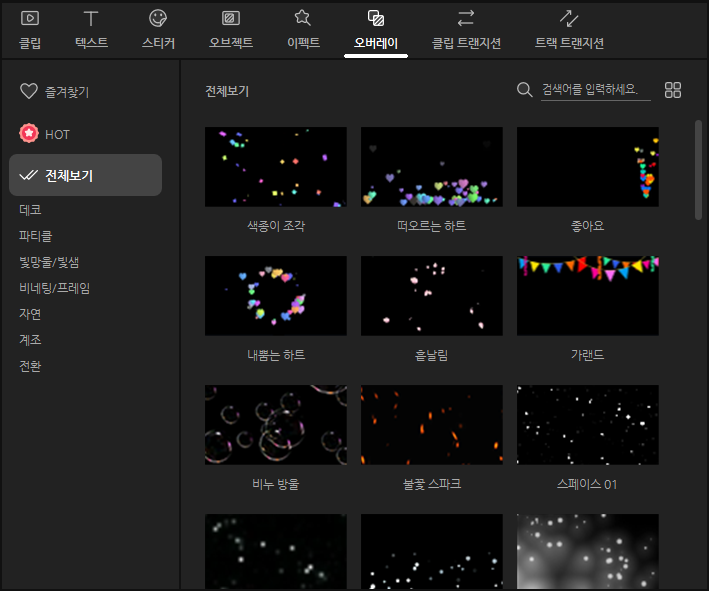 클립
텍스트
스티커
오브젝트
이펙트
오버레이
클립 트랜지션
트랙 트랜지션
즐겨찾기
HOT
전체보기
데코
파티클
빛망울/빛샘
비네팅/프레임
자연
계조
전환
전체보기
검색어를 입력하세요.
색종이 조각
떠오르는 하트
좋아요
내뿜는 하트
흩날림
가랜드
비누 방울
불꽃 스파크
스페이스 01